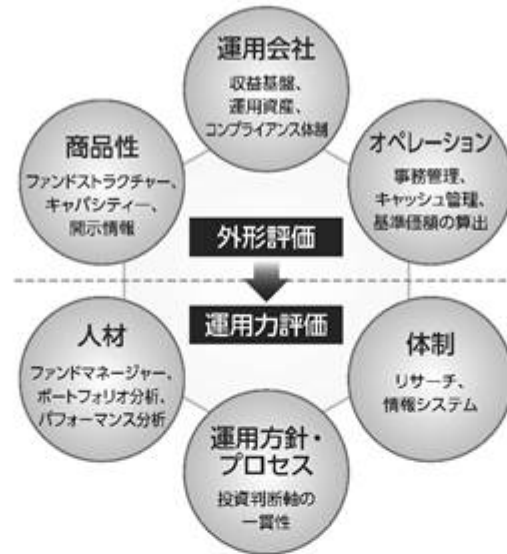 運用会社
収益基盤、
運用資産、
コンプライアンス体制
商品性
ファンドストラクチャー、
キャパシティー、
開示情報
オペレーション
事務管理、
キャッシュ管理、
基準価額の算出
外形評価
運用力評価
人材
ファンドマネージャー、
ポートフォリオ分析、
パフォーマンス分析
体制
リサーチ、
情報システム
運用方針・
プロセス
投資判断軸の
一貫性